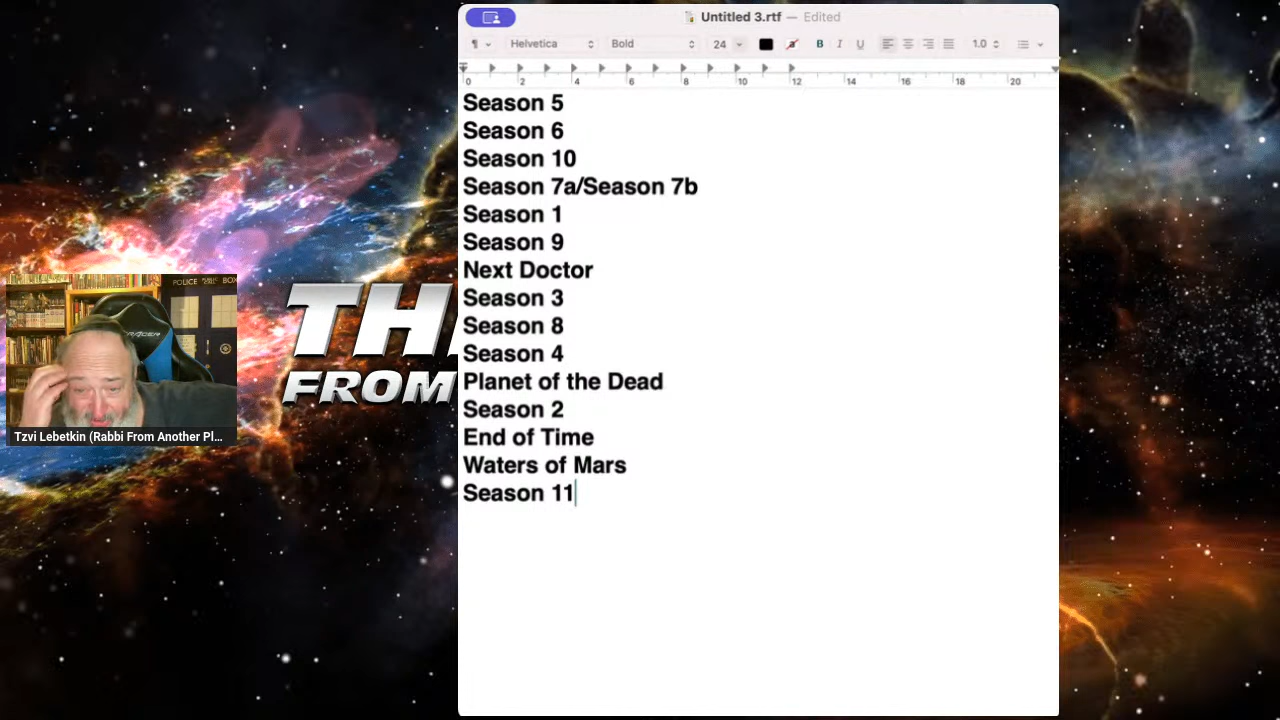 Untitled 3.rtf — Edited
¶ Helvetica Bold 24 a B I U 1.0
0 2 4 6 8 10 12 14 16 18 20
Season 5
Season 6
Season 10
Season 7a/Season 7b
Season 1
Season 9
Next Doctor
Season 3
Season 8
Season 4
Planet of the Dead
Season 2
End of Time
Waters of Mars
Season 11
TH
FROM
POLICE BOX
Tzvi Lebetkin (Rabbi From Another Pl...